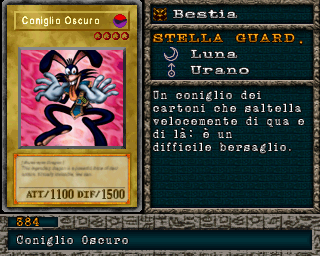 Coniglio Oscuro
ATT/1100 DIF/1500
Bestia
STELLA GUARD.
Luna
Urano
Un coniglio dei
cartoni che saltella
velocemente di qua e
di là: è un
difficile bersaglio.
384
Coniglio Oscuro